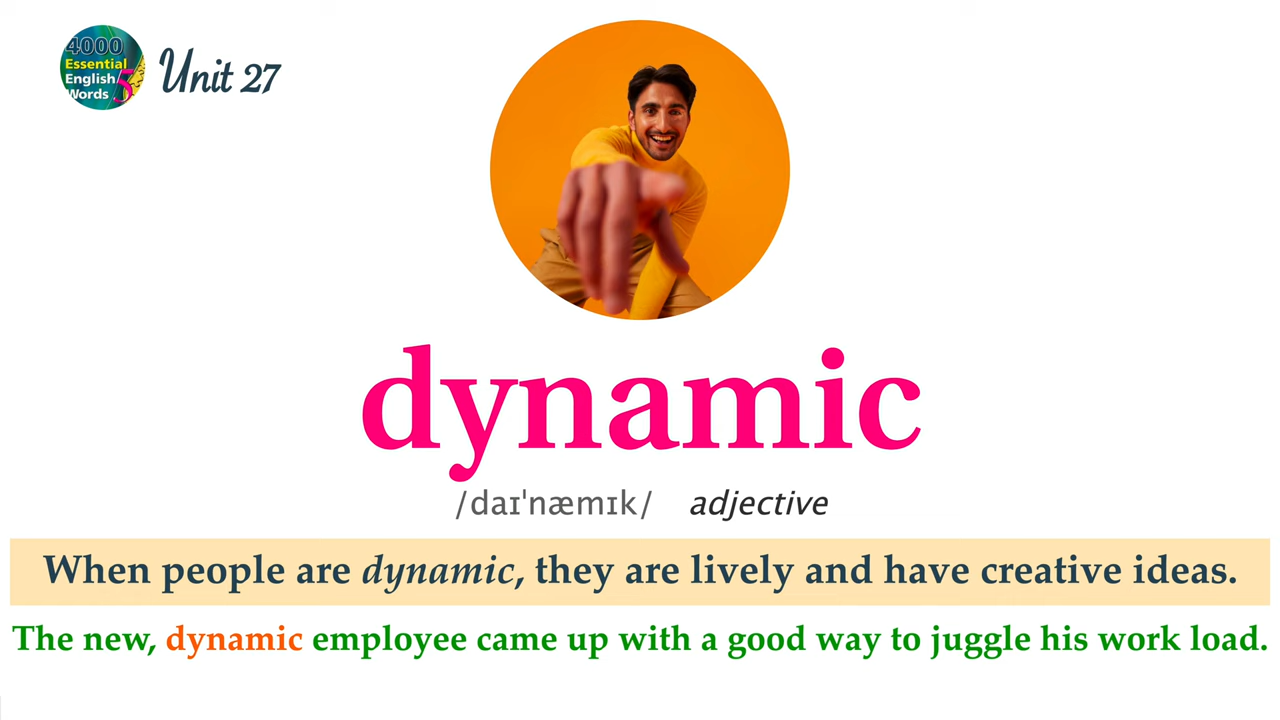 4000
Essential
English
Words 5
Unit 27
dynamic
/daɪˈnæmɪk/ adjective
When people are dynamic, they are lively and have creative ideas.
The new, dynamic employee came up with a good way to juggle his work load.